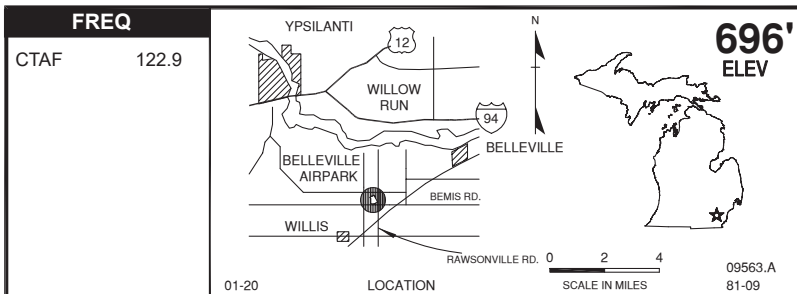 FREQ
CTAF 122.9
YPSILANTI
12
WILLOW
RUN
94
BELLEVILLE
BELLEVILLE
AIRPARK
BEMIS RD.
WILLIS
RAWSONVILLE RD.
N
696'
ELEV
0 2 4
SCALE IN MILES
01-20
LOCATION
09563.A
81-09